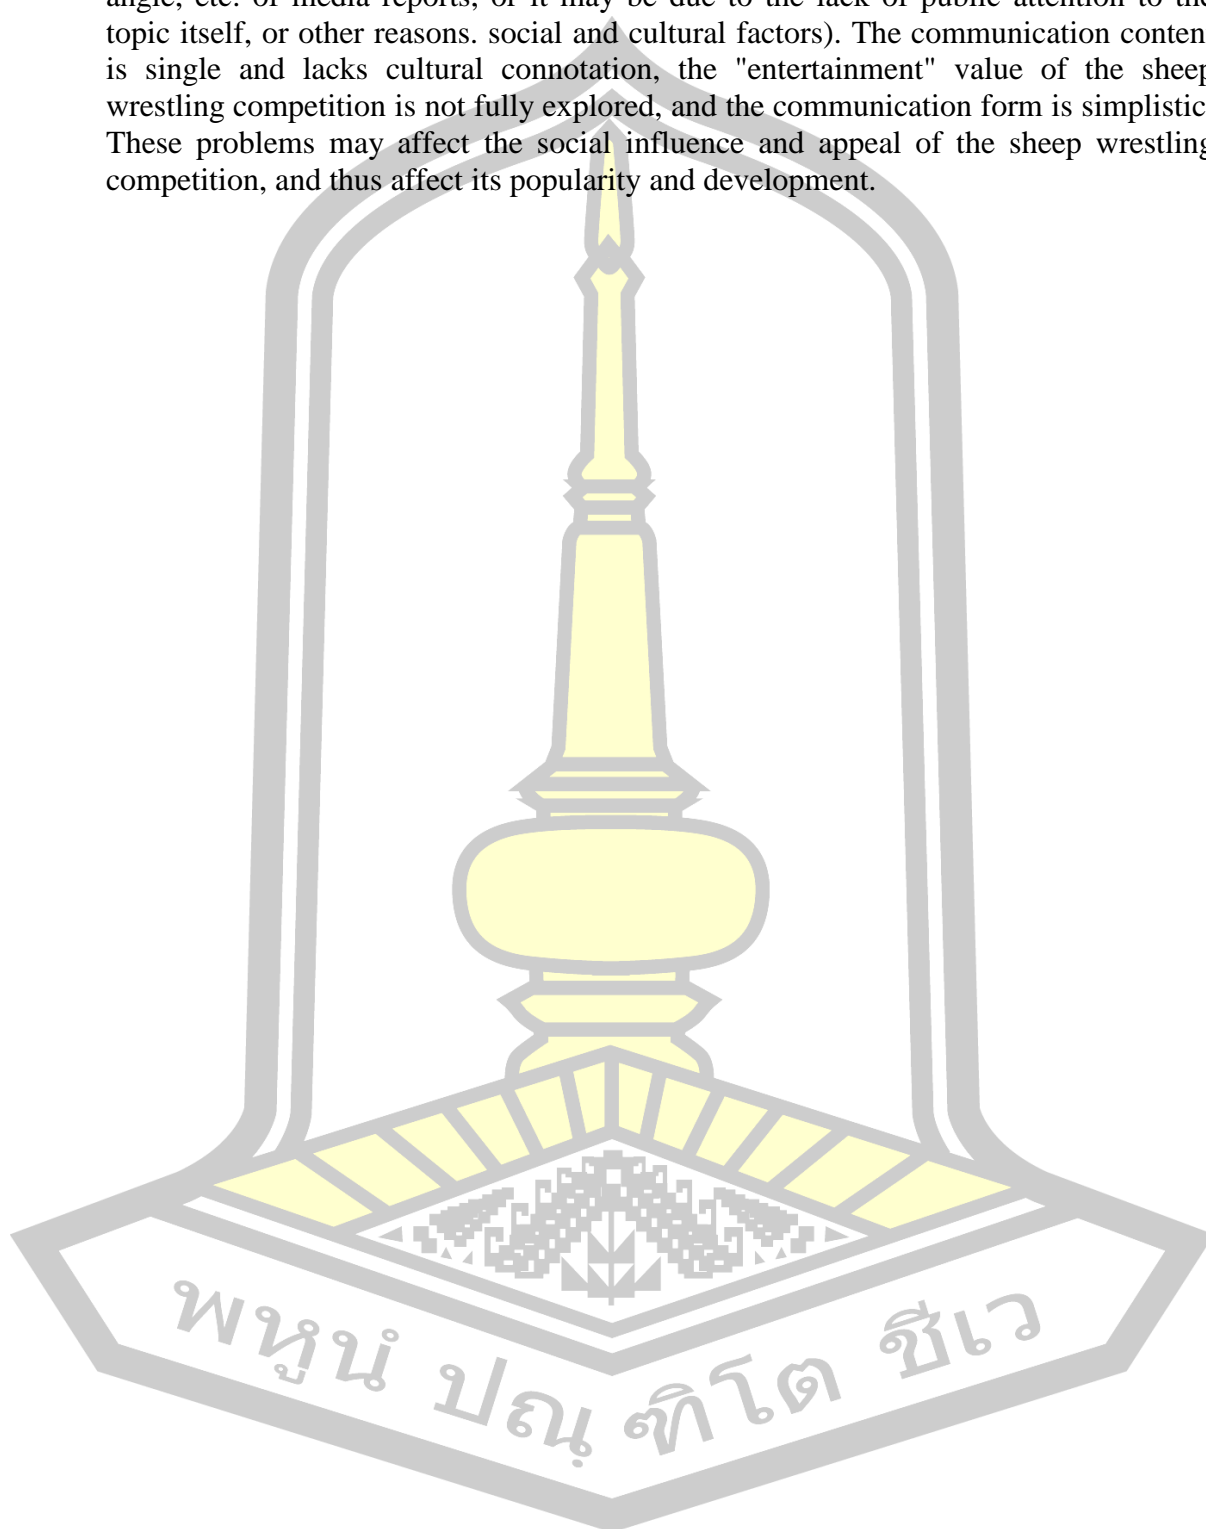 angle, etc. of media reports, or it may be due to the lack of public attention to the
topic itself, or other reasons. social and cultural factors). The communication content
is single and lacks cultural connotation, the "entertainment" value of the sheep
wrestling competition is not fully explored, and the communication form is simplistic.
These problems may affect the social influence and appeal of the sheep wrestling
competition, and thus affect its popularity and development.
พหูนํ ปณฺฑิโต ชีเว